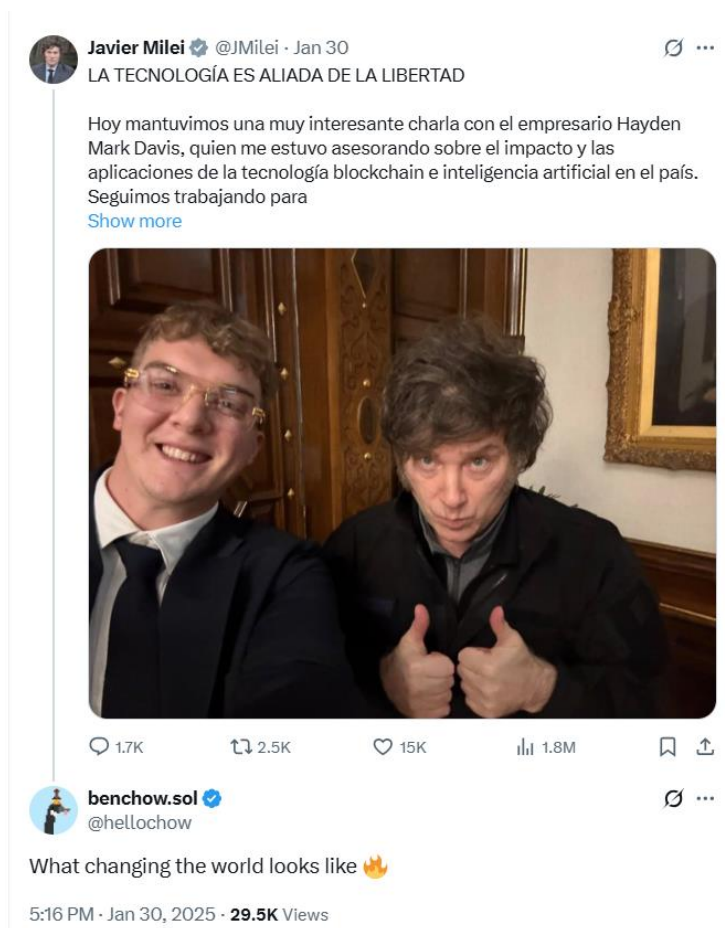 Javier Milei @JMilei · Jan 30
LA TECNOLOGÍA ES ALIADA DE LA LIBERTAD
Hoy mantuvimos una muy interesante charla con el empresario Hayden
Mark Davis, quien me estuvo asesorando sobre el impacto y las
aplicaciones de la tecnología blockchain e inteligencia artificial en el país.
Seguimos trabajando para
Show more
1.7K 2.5K 15K 1.8M
benchow.sol
@hellochow
What changing the world looks like 🔥
5:16 PM · Jan 30, 2025 · 29.5K Views